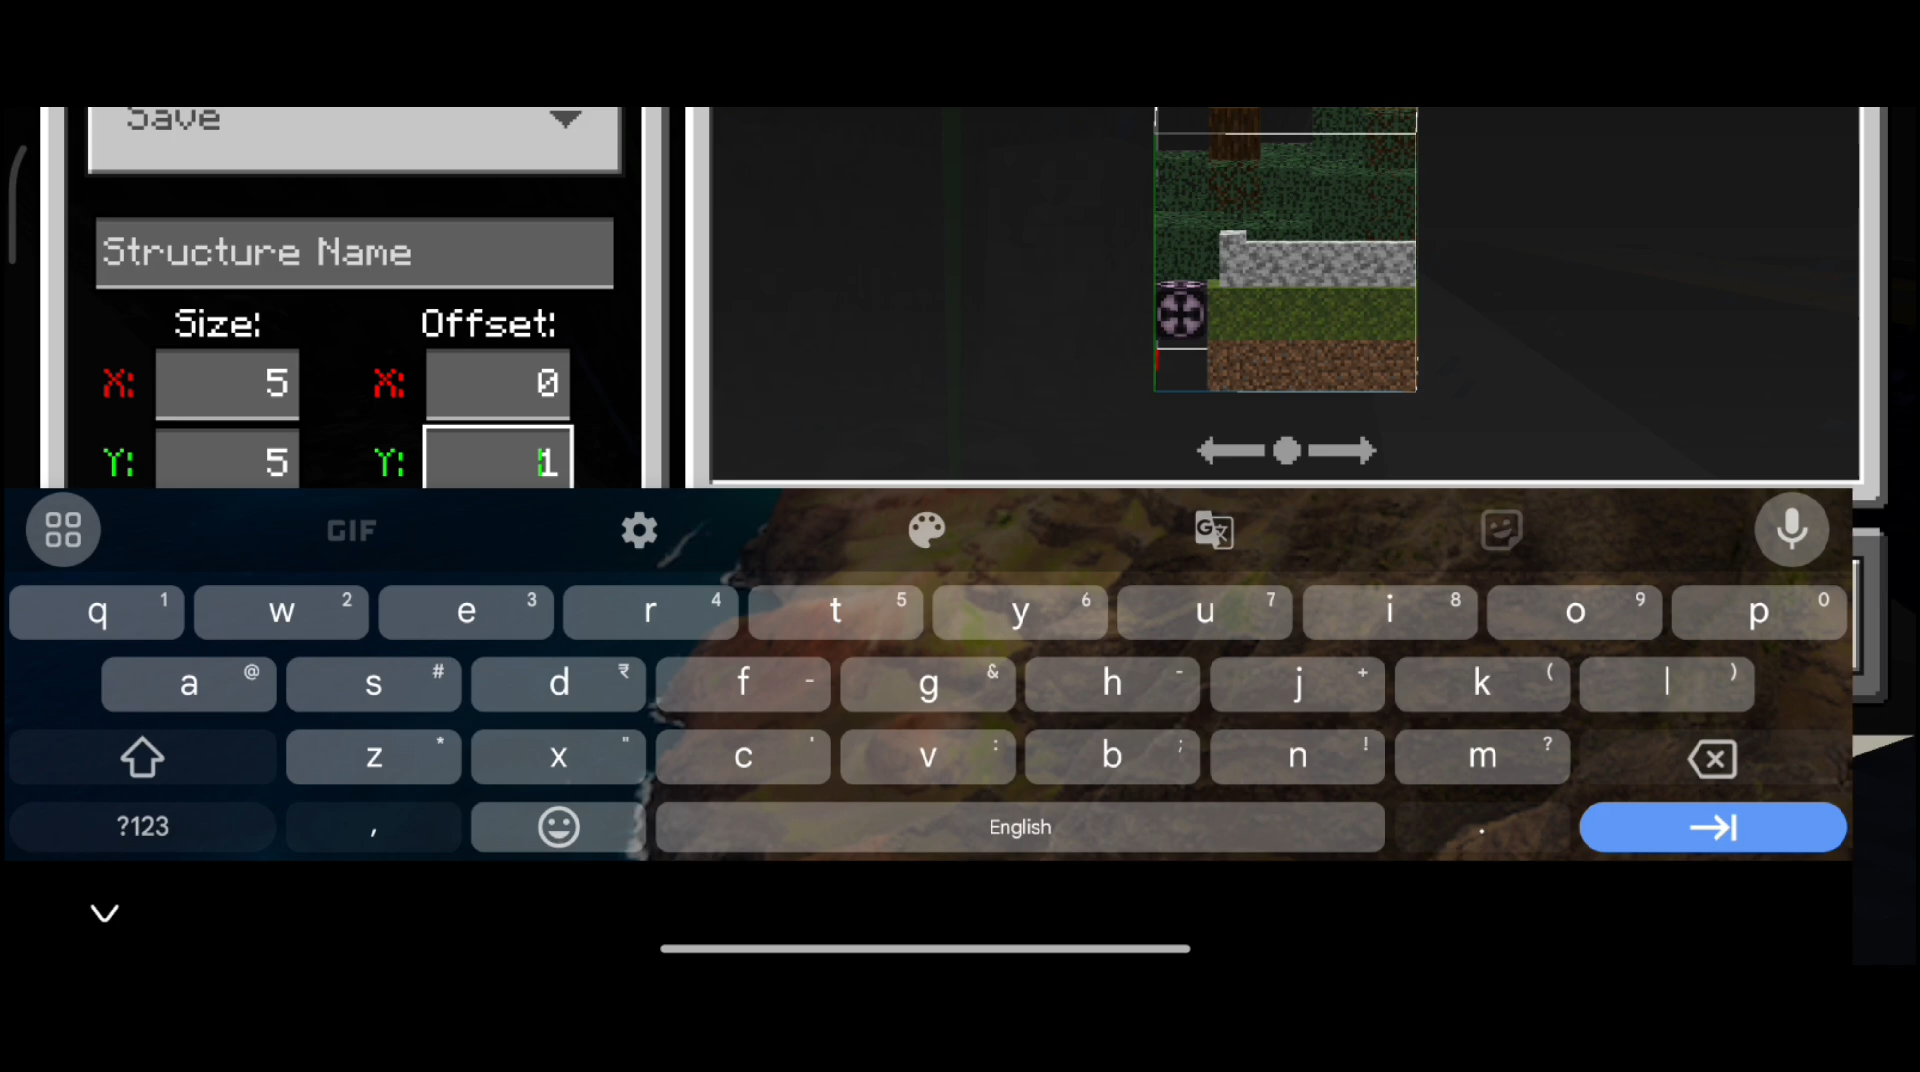 Save
Structure Name
Size: Offset:
X: 5 X: 0
Y: 5 Y: 1
GIF
q 1 w 2 e 3 r 4 t 5 y 6 u 7 i 8 o 9 p 0
a @ s # d ₹ f _ g & h - j + k ( l )
z * x " c ' v : b ; n ! m ?
?123 , English .